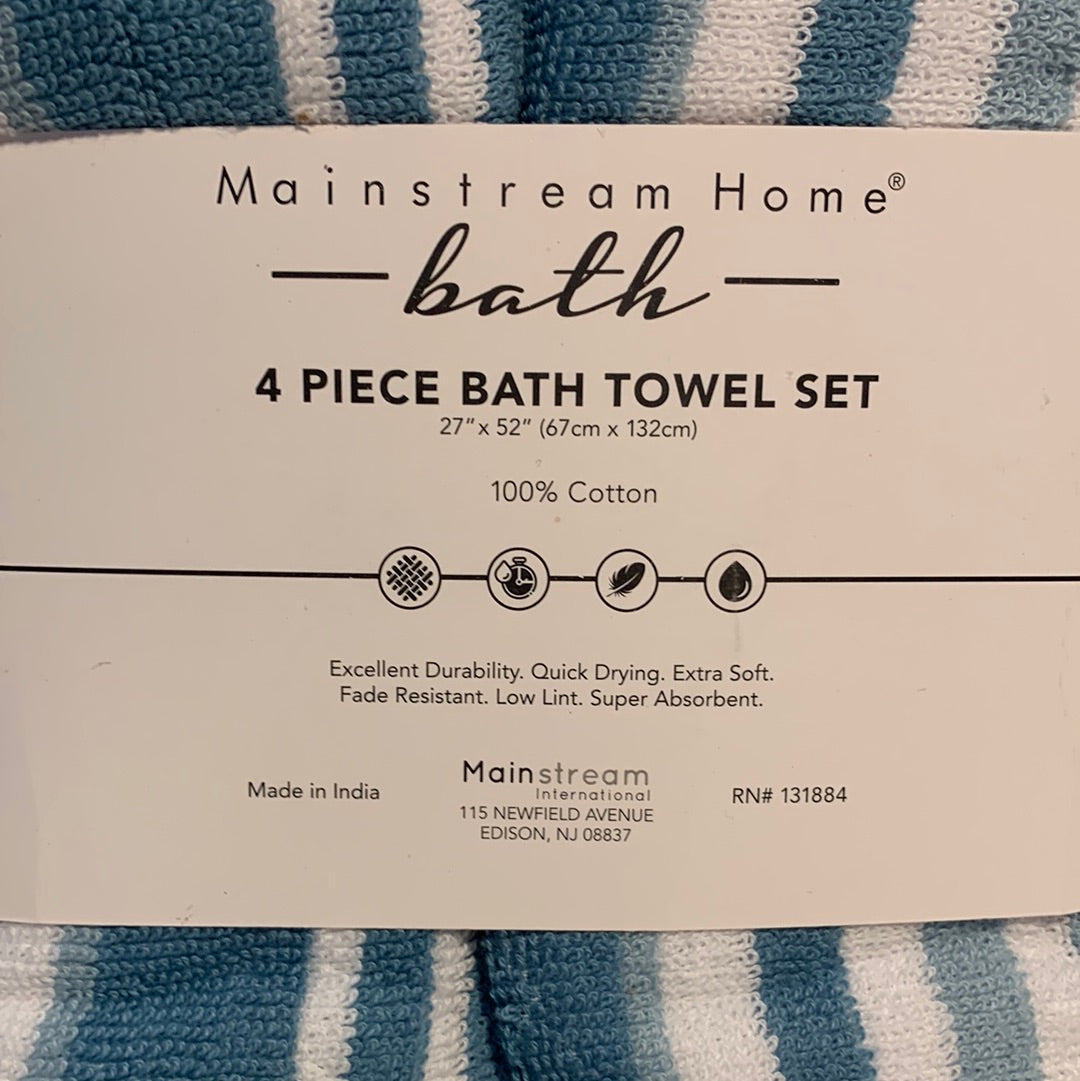 Mainstream Home®
bath
4 PIECE BATH TOWEL SET
27" x 52" (67cm x 132cm)
100% Cotton
Excellent Durability. Quick Drying. Extra Soft.
Fade Resistant. Low Lint. Super Absorbent.
Made in India
Mainstream
International
115 NEWFIELD AVENUE
EDISON, NJ 08837
RN# 131884